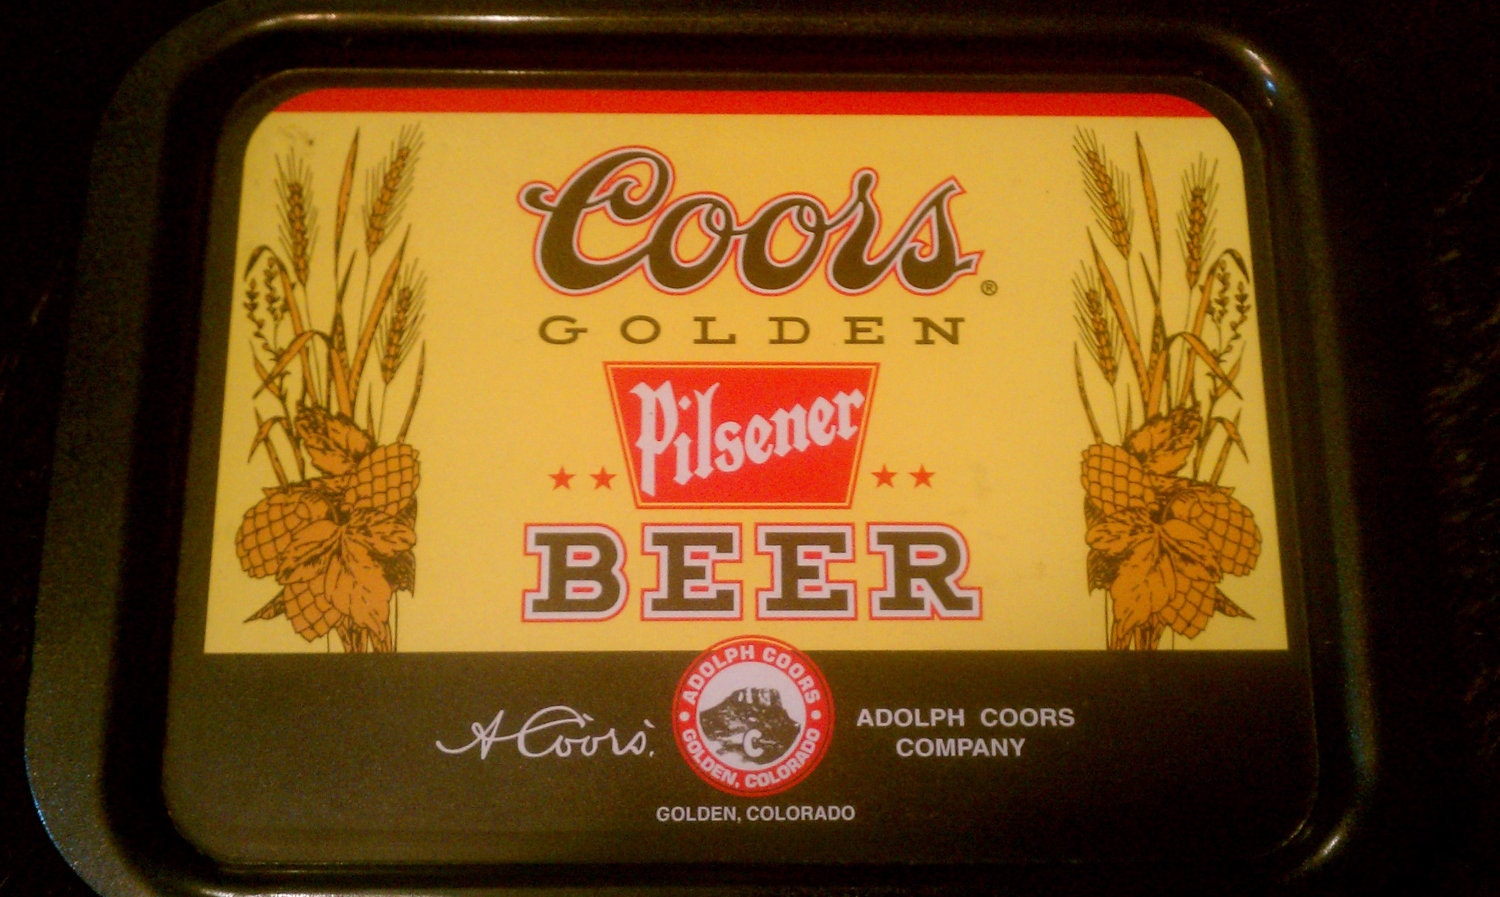 Coors®
GOLDEN
Pilsener
BEER
A Coors.
ADOLPH COORS
GOLDEN, COLORADO
C
ADOLPH COORS
COMPANY
GOLDEN, COLORADO